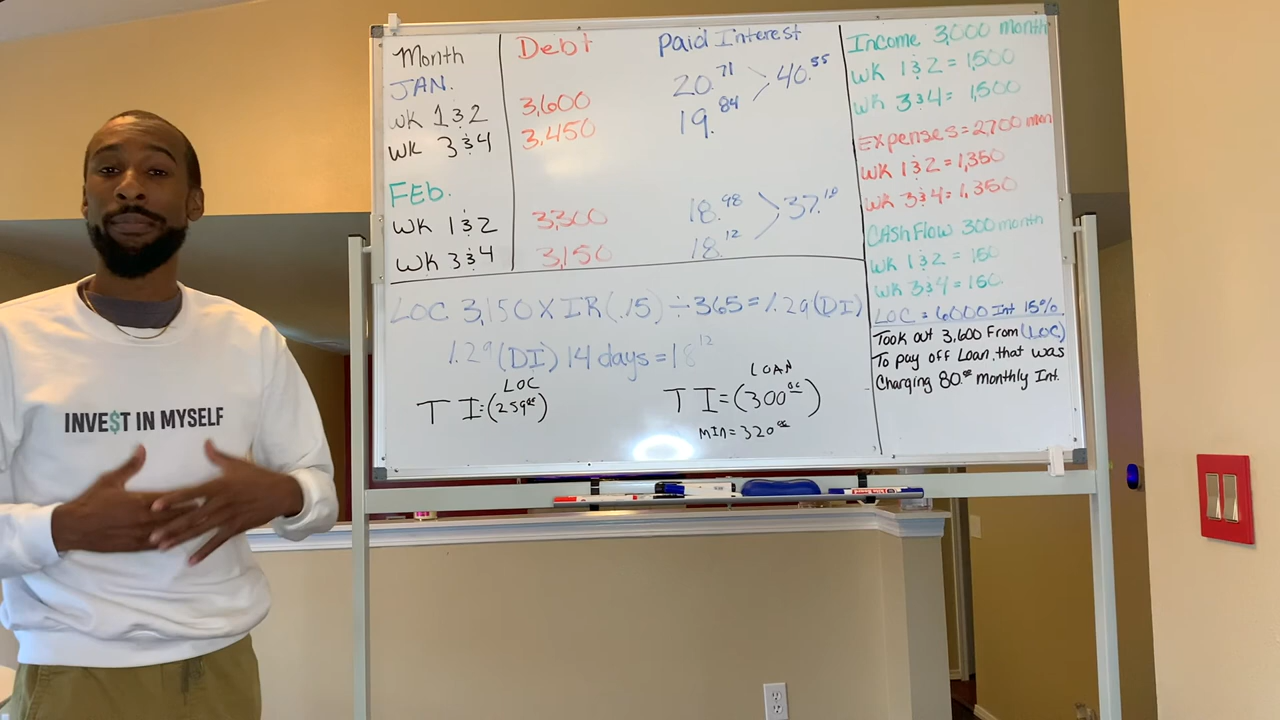 INVE$T IN MYSELF
Month
JAN.
WK 1&2
WK 3&4
FEb.
WK 1&2
WK 3&4
Debt
3,600
3,450
3,300
3,150
Paid Interest
20.71
19.84
40.55
18.98
18.12
37.10
LOC 3,150 X IR(.15) ÷365=1.29(DI)
1.29(DI) 14 days=18.12
LOC
TI=(259.00)
LOAN
TI=(300.00)
MIN=320.00
Income 3,000 month
WK 1&2 = 1,500
WK 3&4 = 1,500
Expenses=2700 mon
WK 1&2 = 1,350
WK 3&4 = 1,350
CAshFlow 300 month
WK 1&2 = 150
WK 3&4 = 150.
LOC = 6000 Int 15%
Took out 3,600 From (LOC)
To pay off Loan, that was
Charging 80.00 monthly Int.